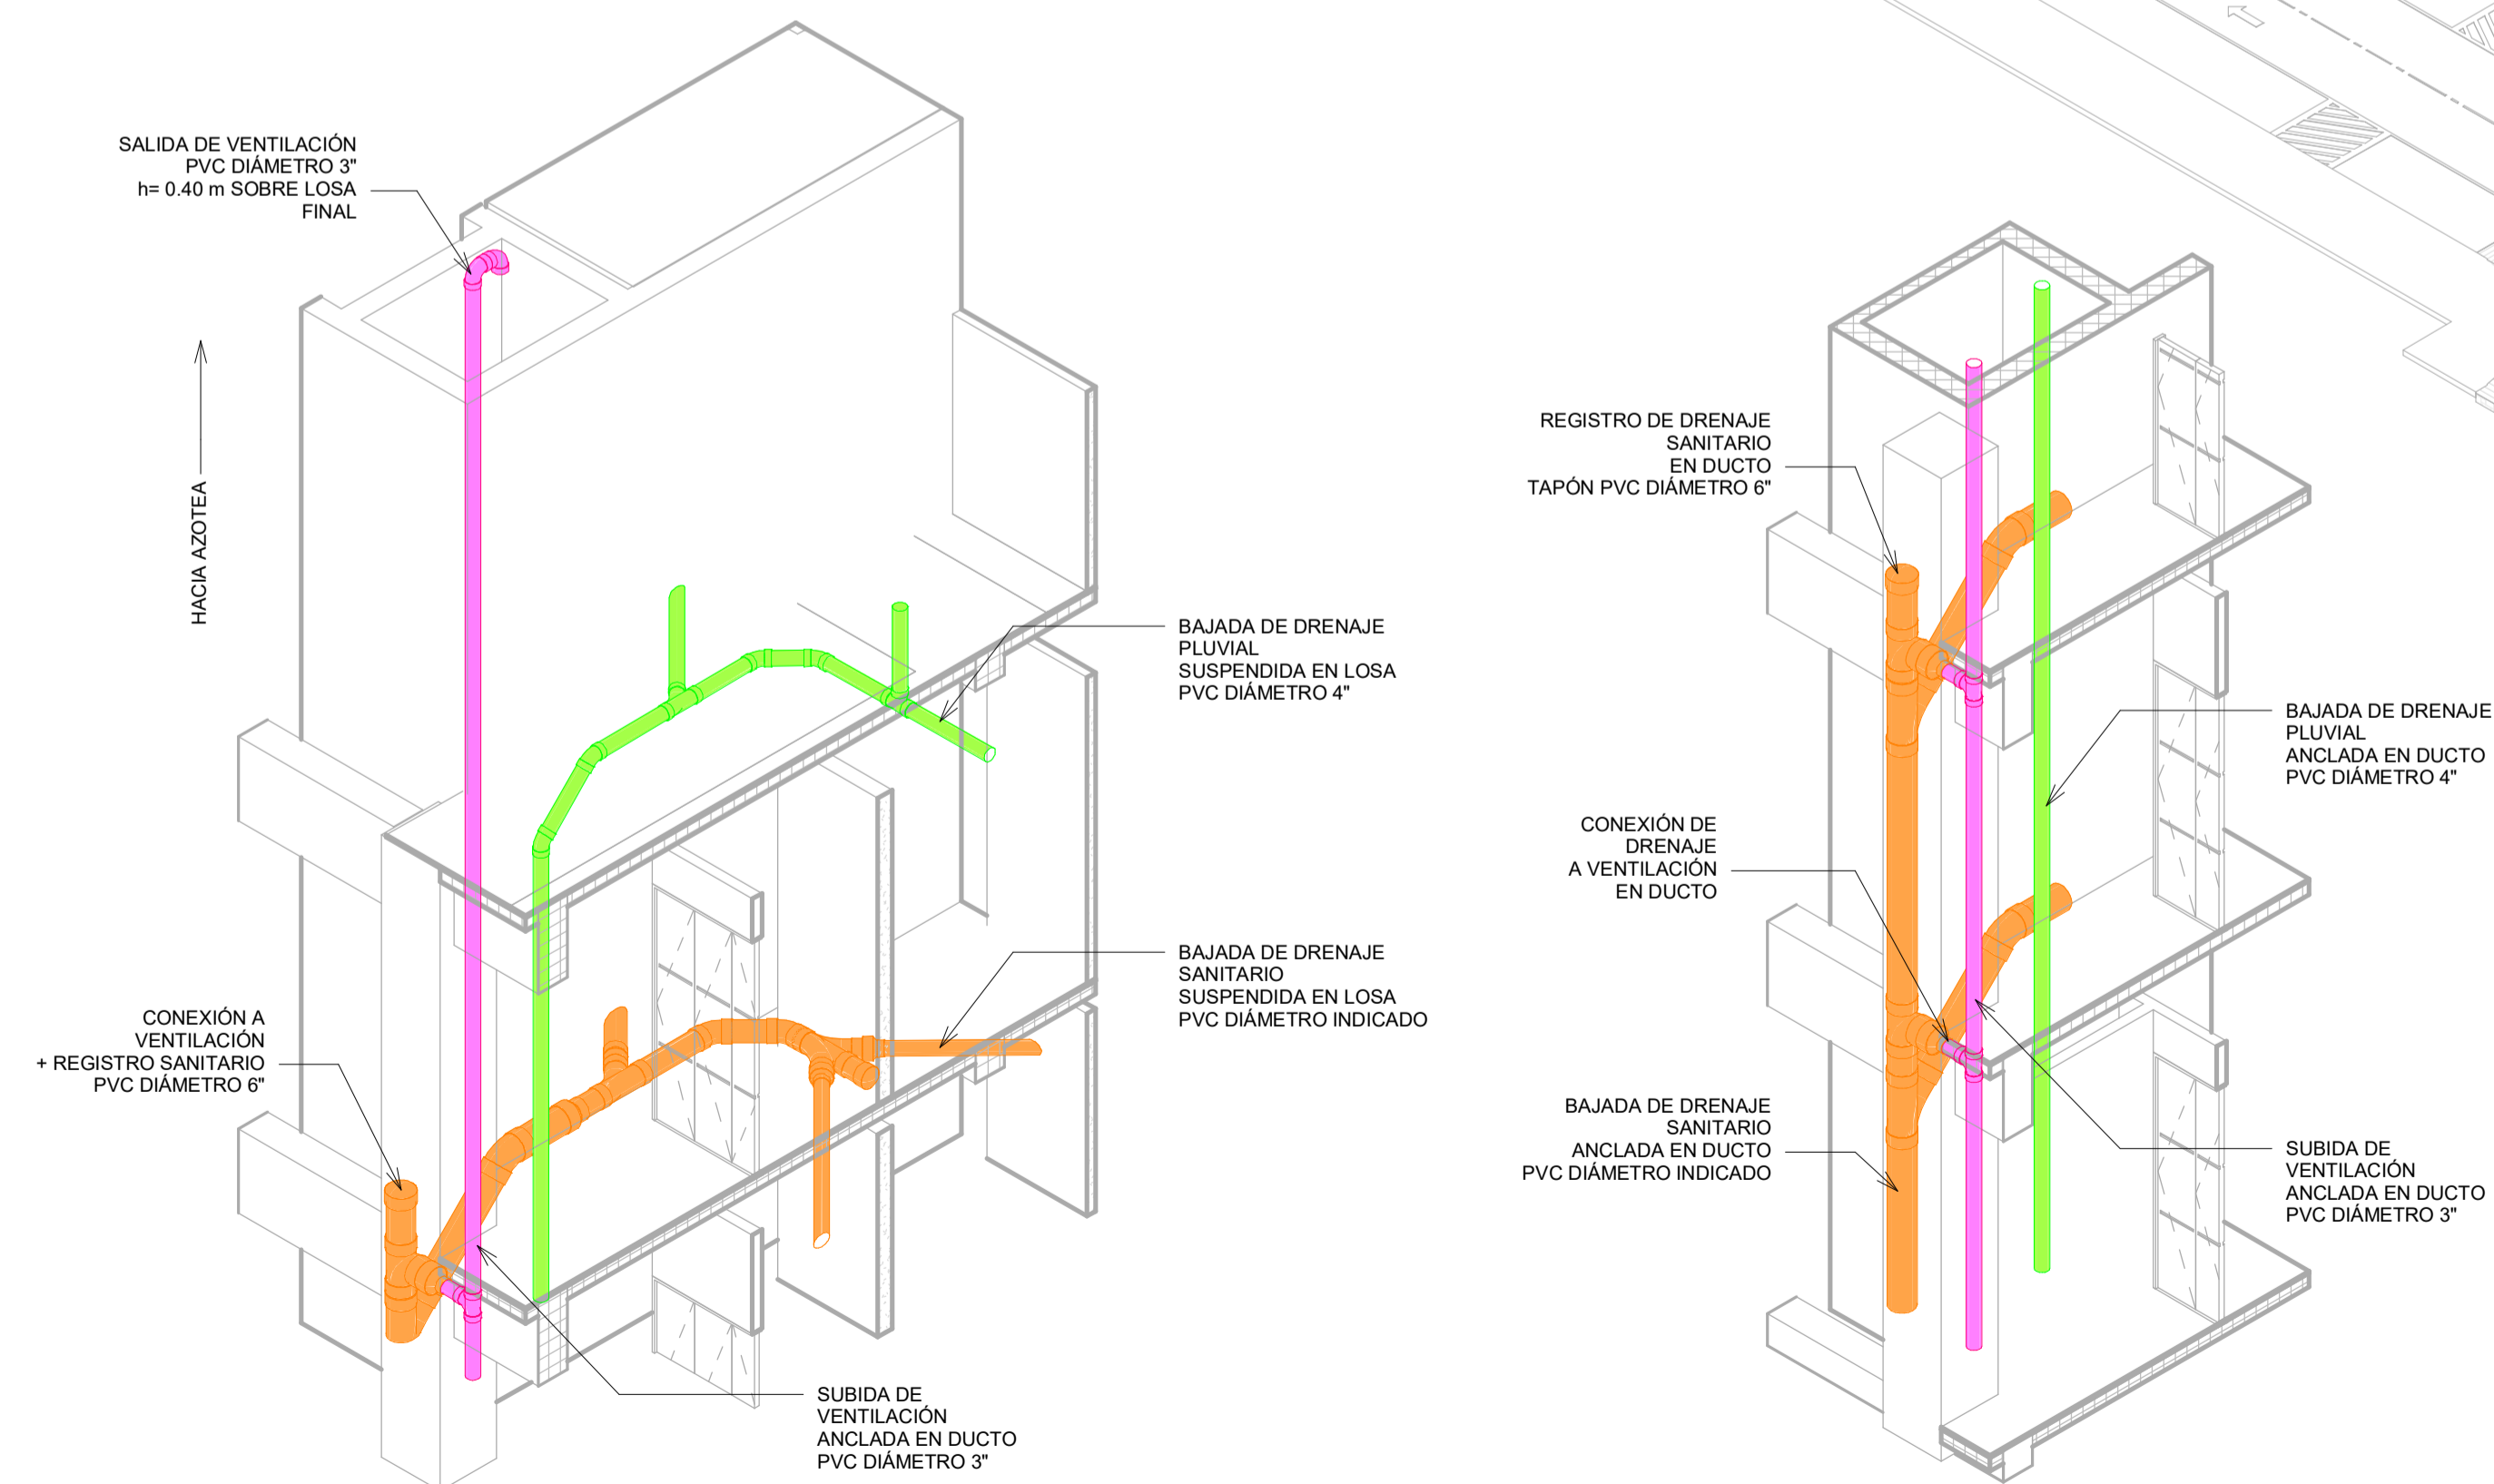 SALIDA DE VENTILACIÓN
PVC DIÁMETRO 3"
h= 0.40 m SOBRE LOSA
FINAL
HACIA AZOTEA
BAJADA DE DRENAJE
PLUVIAL
SUSPENDIDA EN LOSA
PVC DIÁMETRO 4"
BAJADA DE DRENAJE
SANITARIO
SUSPENDIDA EN LOSA
PVC DIÁMETRO INDICADO
CONEXIÓN A
VENTILACIÓN
+ REGISTRO SANITARIO
PVC DIÁMETRO 6"
SUBIDA DE
VENTILACIÓN
ANCLADA EN DUCTO
PVC DIÁMETRO 3"
REGISTRO DE DRENAJE
SANITARIO
EN DUCTO
TAPÓN PVC DIÁMETRO 6"
BAJADA DE DRENAJE
PLUVIAL
ANCLADA EN DUCTO
PVC DIÁMETRO 4"
CONEXIÓN DE
DRENAJE
A VENTILACIÓN
EN DUCTO
BAJADA DE DRENAJE
SANITARIO
ANCLADA EN DUCTO
PVC DIÁMETRO INDICADO
SUBIDA DE
VENTILACIÓN
ANCLADA EN DUCTO
PVC DIÁMETRO 3"